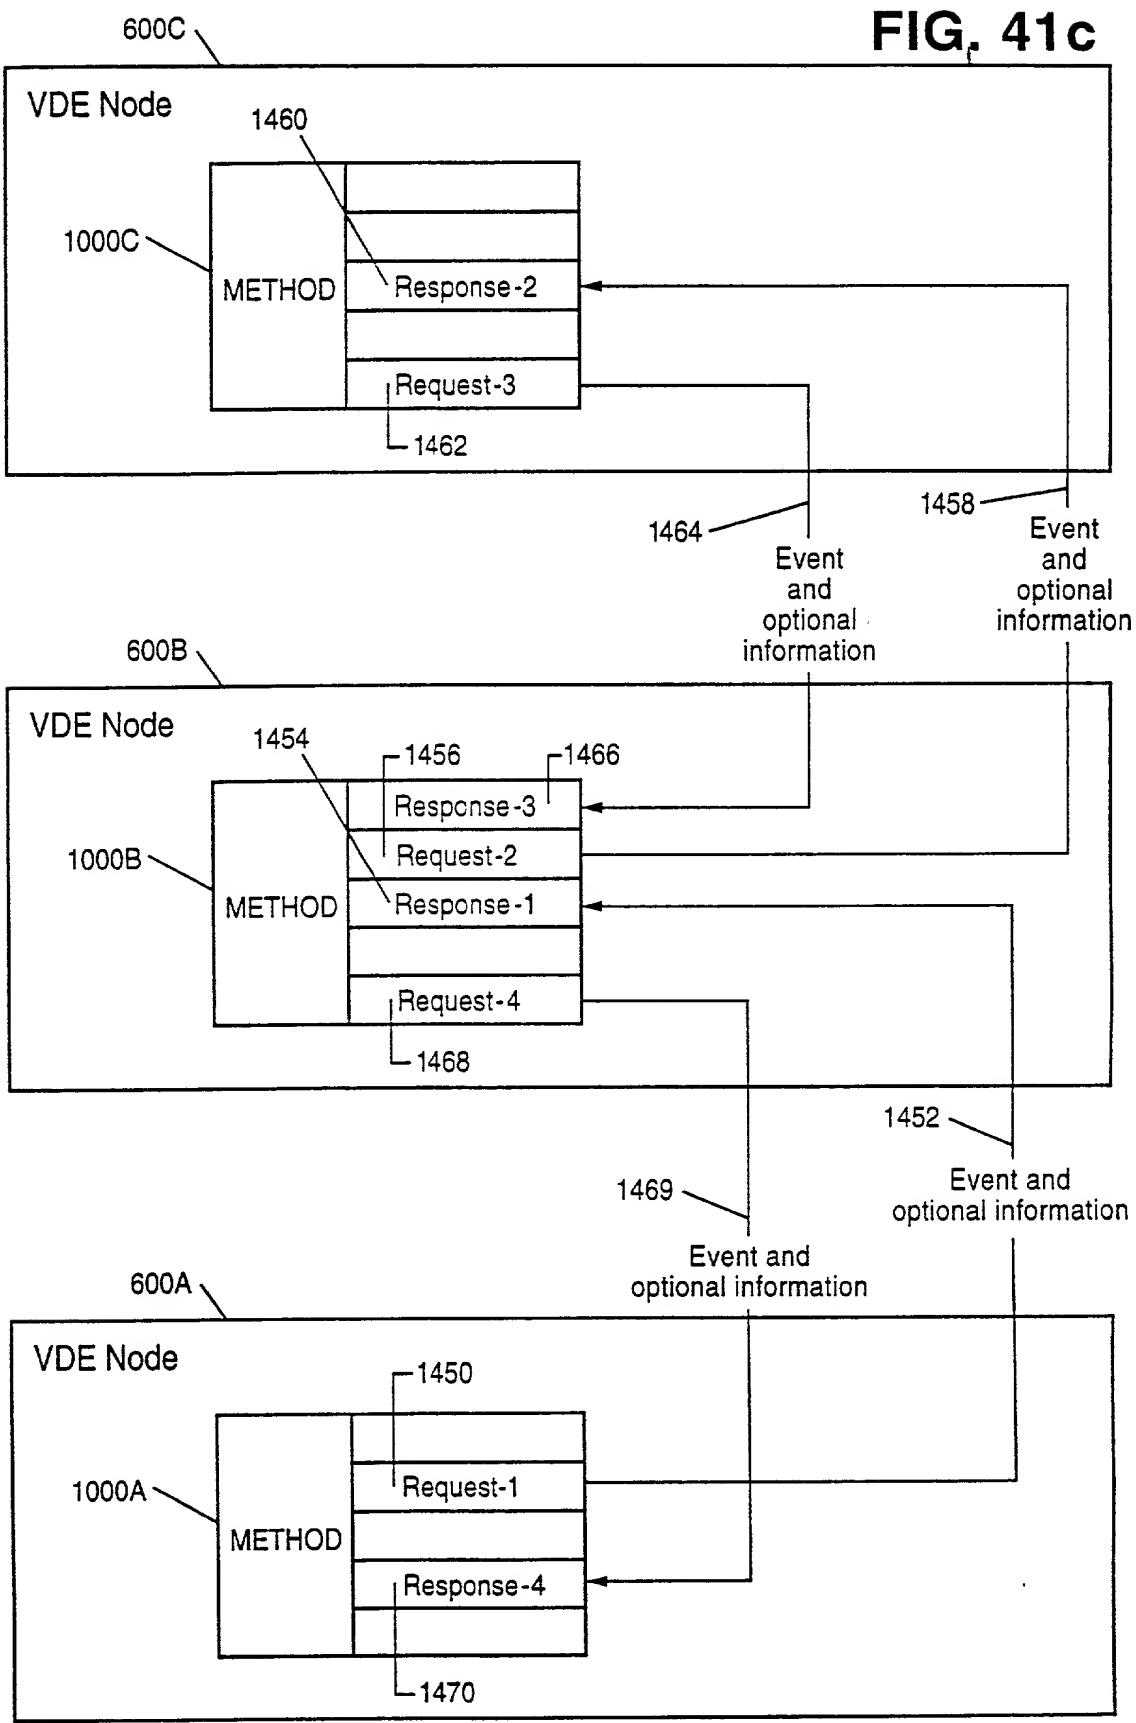 FIG. 41c
600C
VDE Node
1460
1000C
METHOD
Response-2
Request-3
1462
1464
1458
Event
and
optional
information
Event
and
optional
information
600B
VDE Node
1454
1456
1466
Response-3
1000B
Request-2
METHOD
Response-1
Request-4
1468
1452
Event and
optional information
1469
Event and
optional information
600A
VDE Node
1450
1000A
Request-1
METHOD
Response-4
1470